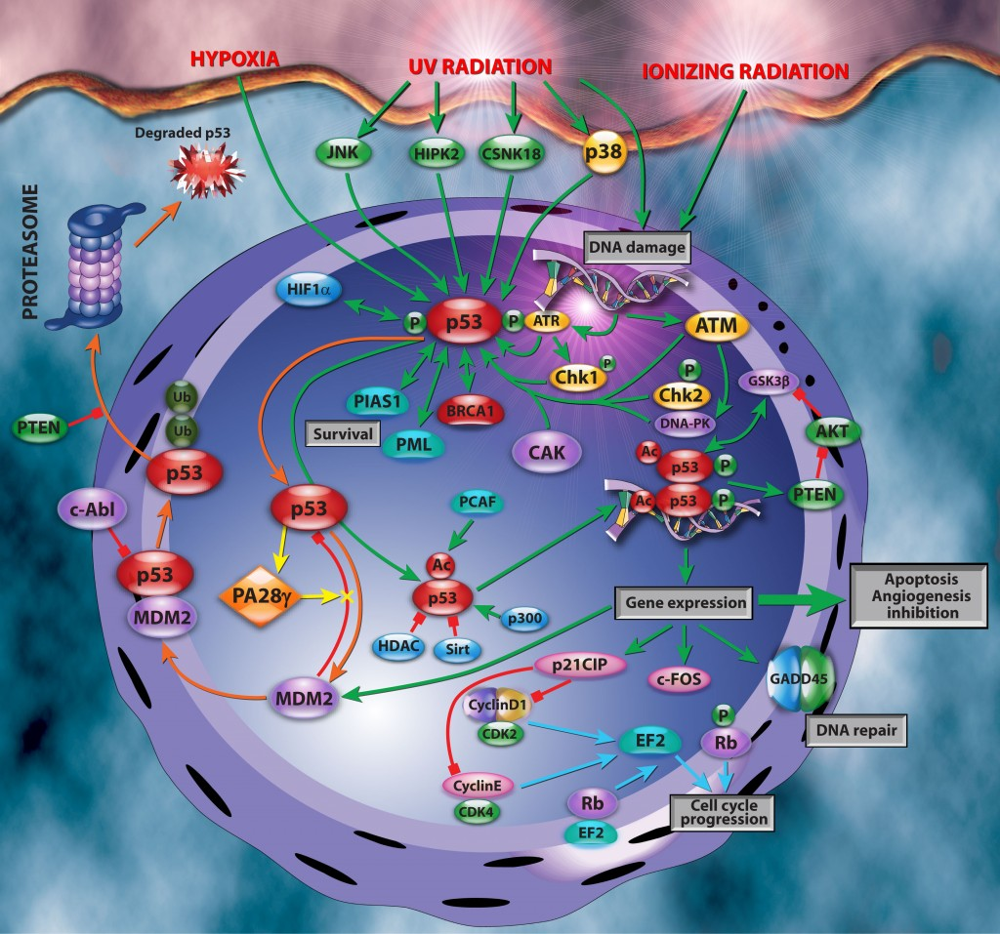 HYPOXIA
UV RADIATION
IONIZING RADIATION
Degraded p53
JNK
HIPK2
CSNK18
p38
PROTEASOME
DNA damage
HIF1α
P
p53
P
ATR
ATM
Chk1
P
P
Chk2
GSK3β
PIAS1
BRCA1
DNA-PK
Ub
Ub
PTEN
Survival
PML
CAK
AKT
Ac
p53
P
p53
PTEN
Ac
p53
P
c-Abl
p53
PCAF
Ac
p53
MDM2
PA28γ
p53
p300
HDAC
Sirt
Gene expression
Apoptosis
Angiogenesis
inhibition
MDM2
p21CIP
c-FOS
GADD45
CyclinD1
CDK2
P
Rb
EF2
DNA repair
CyclinE
CDK4
Rb
EF2
Cell cycle
progression